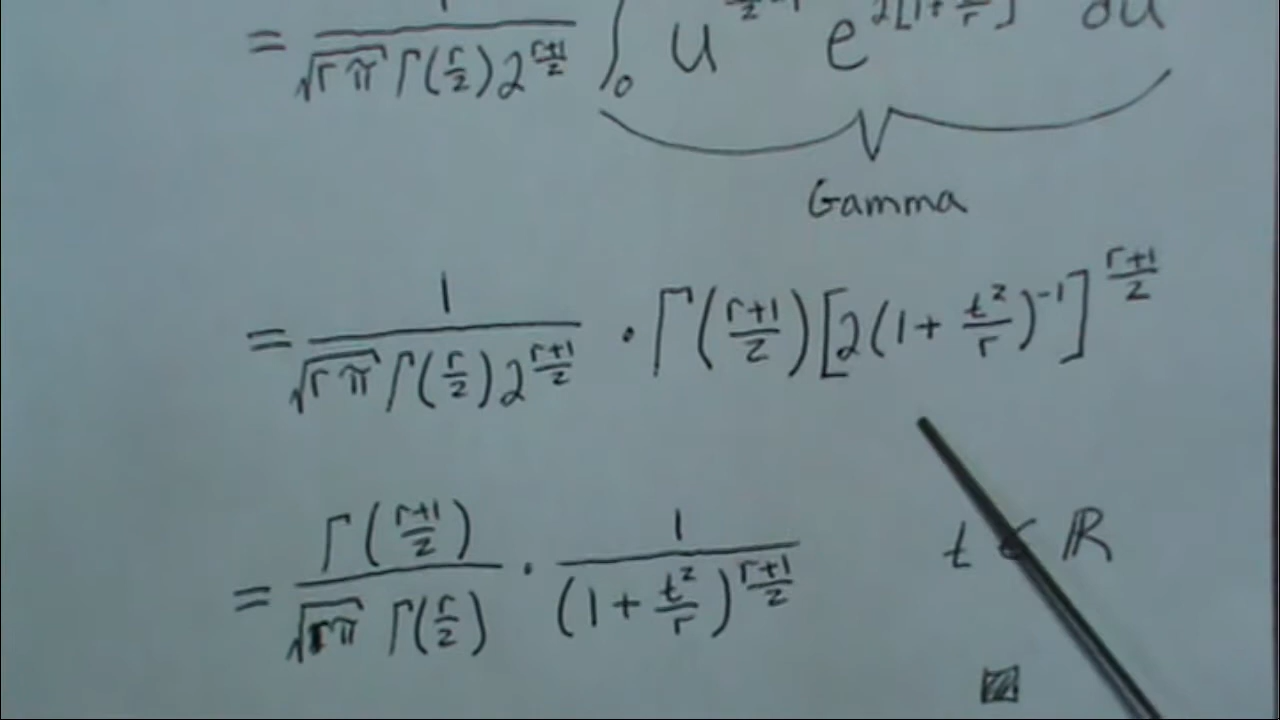 = 1 / √(rπ) Γ(r/2) 2^((r+1)/2) ∫₀ u e du
Gamma
= 1 / √(rπ) Γ(r/2) 2^((r+1)/2) · Γ((r+1)/2) [2(1 + t²/r)⁻¹]^((r+1)/2)
= Γ((r+1)/2) / √(rπ) Γ(r/2) · 1 / (1 + t²/r)^((r+1)/2) t ∈ ℝ